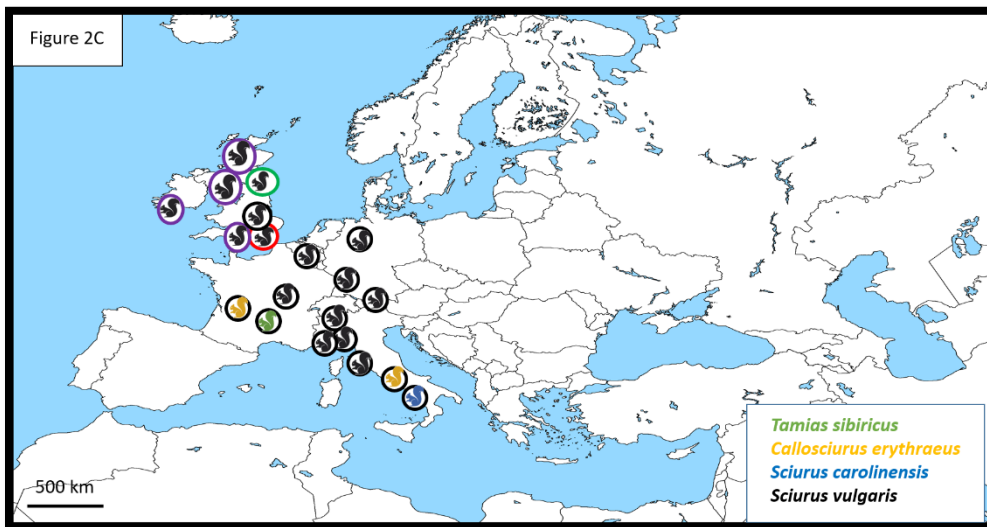 Figure 2C
Tamias sibiricus
Callosciurus erythraeus
Sciurus carolinensis
Sciurus vulgaris
500 km